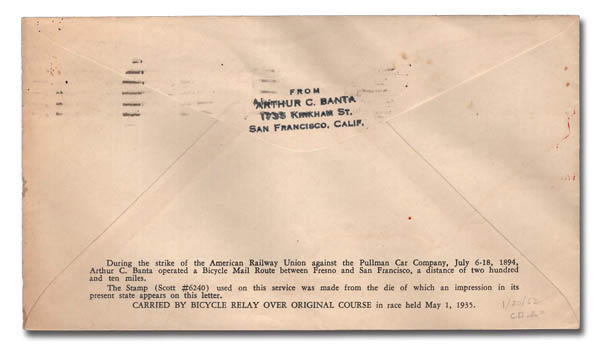 FROM
ARTHUR C. BANTA
1735 KIRKHAM ST.
SAN FRANCISCO, CALIF.
During the strike of the American Railway Union against the Pullman Car Company, July 6-18, 1894,
Arthur C. Banta operated a Bicycle Mail Route between Fresno and San Francisco, a distance of two hundred
and ten miles.
The Stamp (Scott #6240) used on this service was made from the die of which an impression in its
present state appears on this letter.
CARRIED BY BICYCLE RELAY OVER ORIGINAL COURSE in race held May 1, 1935.
1/20/62